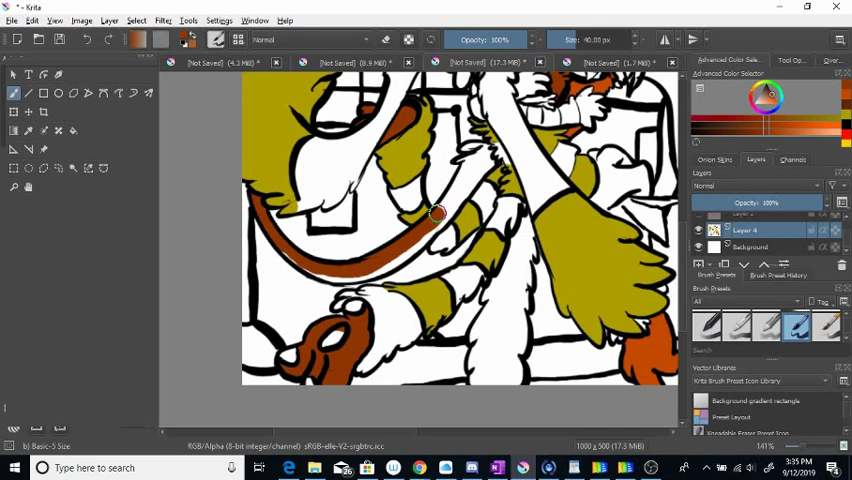 * - Krita
File Edit View Image Layer Select Filter Tools Settings Window Help
Normal Opacity: 100% Size: 40.00 px
[Not Saved] (4.3 MiB)* [Not Saved] (8.9 MiB)* [Not Saved] (17.3 MiB)* [Not Saved] (1.7 MiB)*
Advanced Color Sele... Tool Op... Over...
Advanced Color Selector
Onion Skins Layers Channels
Layers
Normal
Opacity: 100%
Layer 4
Background
Brush Presets Brush Preset History
Brush Presets
All Tag
Search
Vector Libraries
Krita Brush Preset Icon Library
Background gradient rectangle
Preset Layout
Kneadable Eraser Preset Icon
b) Basic-5 Size RGB/Alpha (8-bit integer/channel) sRGB-elle-V2-srgbtrc.icc 1000 x 500 (17.3 MiB) 141%
Type here to search 26 3:35 PM
9/12/2019 4